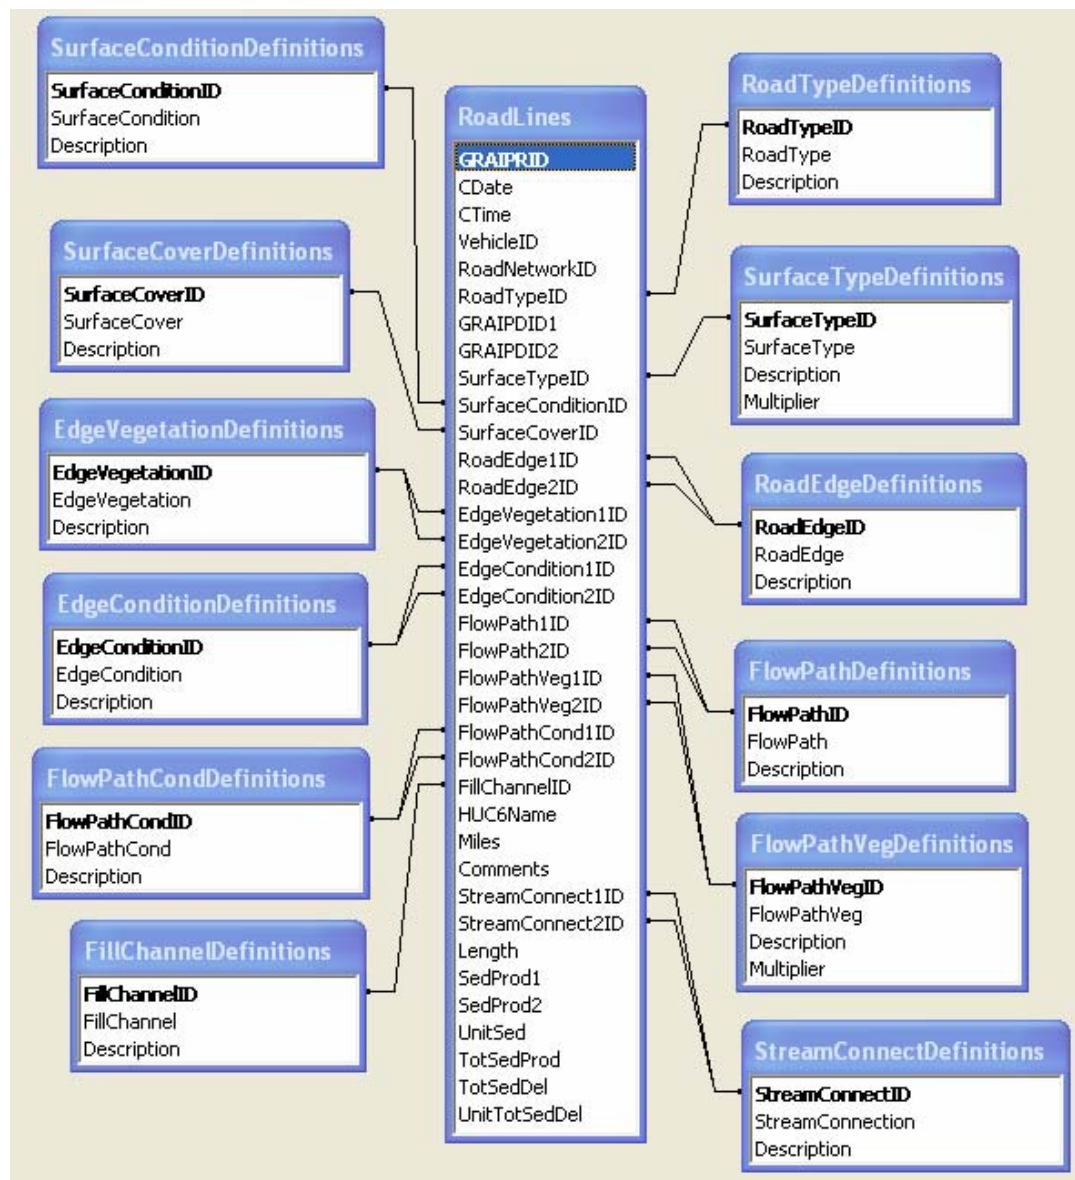 SurfaceConditionDefinitions
SurfaceConditionID
SurfaceCondition
Description
SurfaceCoverDefinitions
SurfaceCoverID
SurfaceCover
Description
EdgeVegetationDefinitions
EdgeVegetationID
EdgeVegetation
Description
EdgeConditionDefinitions
EdgeConditionID
EdgeCondition
Description
FlowPathCondDefinitions
FlowPathCondID
FlowPathCond
Description
FillChannelDefinitions
FillChannelID
FillChannel
Description
RoadLines
GRAIPRID
CDate
CTime
VehicleID
RoadNetworkID
RoadTypeID
GRAIPDID1
GRAIPDID2
SurfaceTypeID
SurfaceConditionID
SurfaceCoverID
RoadEdge1ID
RoadEdge2ID
EdgeVegetation1ID
EdgeVegetation2ID
EdgeCondition1ID
EdgeCondition2ID
FlowPath1ID
FlowPath2ID
FlowPathVeg1ID
FlowPathVeg2ID
FlowPathCond1ID
FlowPathCond2ID
FillChannelID
HUC6Name
Miles
Comments
StreamConnect1ID
StreamConnect2ID
Length
SedProd1
SedProd2
UnitSed
TotSedProd
TotSedDel
UnitTotSedDel
RoadTypeDefinitions
RoadTypeID
RoadType
Description
SurfaceTypeDefinitions
SurfaceTypeID
SurfaceType
Description
Multiplier
RoadEdgeDefinitions
RoadEdgeID
RoadEdge
Description
FlowPathDefinitions
FlowPathID
FlowPath
Description
FlowPathVegDefinitions
FlowPathVegID
FlowPathVeg
Description
Multiplier
StreamConnectDefinitions
StreamConnectID
StreamConnection
Description